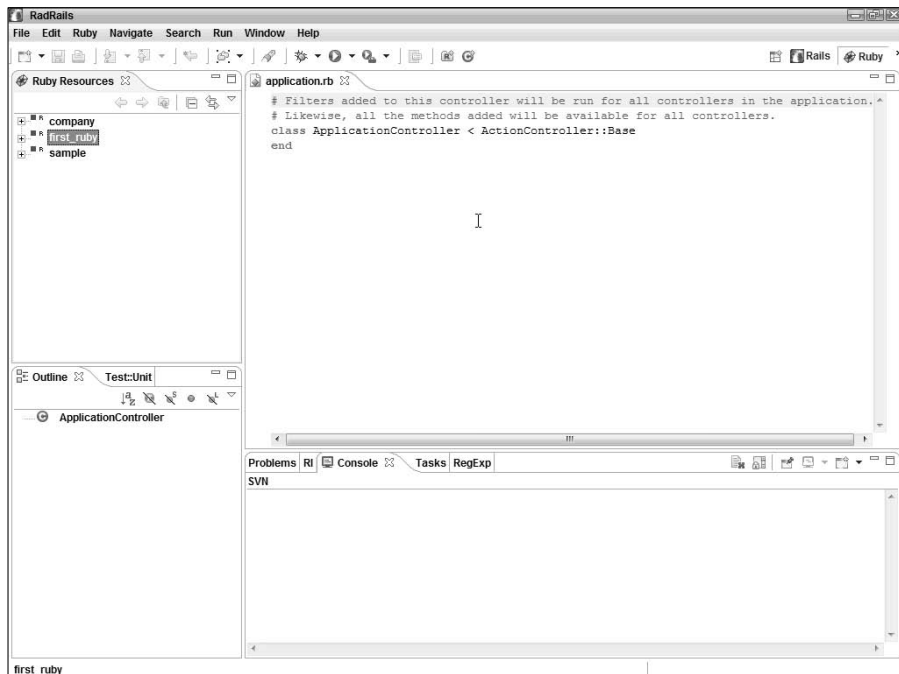 RadRails
File Edit Ruby Navigate Search Run Window Help
Rails Ruby
Ruby Resources
company
first_ruby
sample
application.rb
# Filters added to this controller will be run for all controllers in the application.
# Likewise, all the methods added will be available for all controllers.
class ApplicationController < ActionController::Base
end
Outline Test::Unit
ApplicationController
Problems RI Console Tasks RegExp
SVN
first_ruby